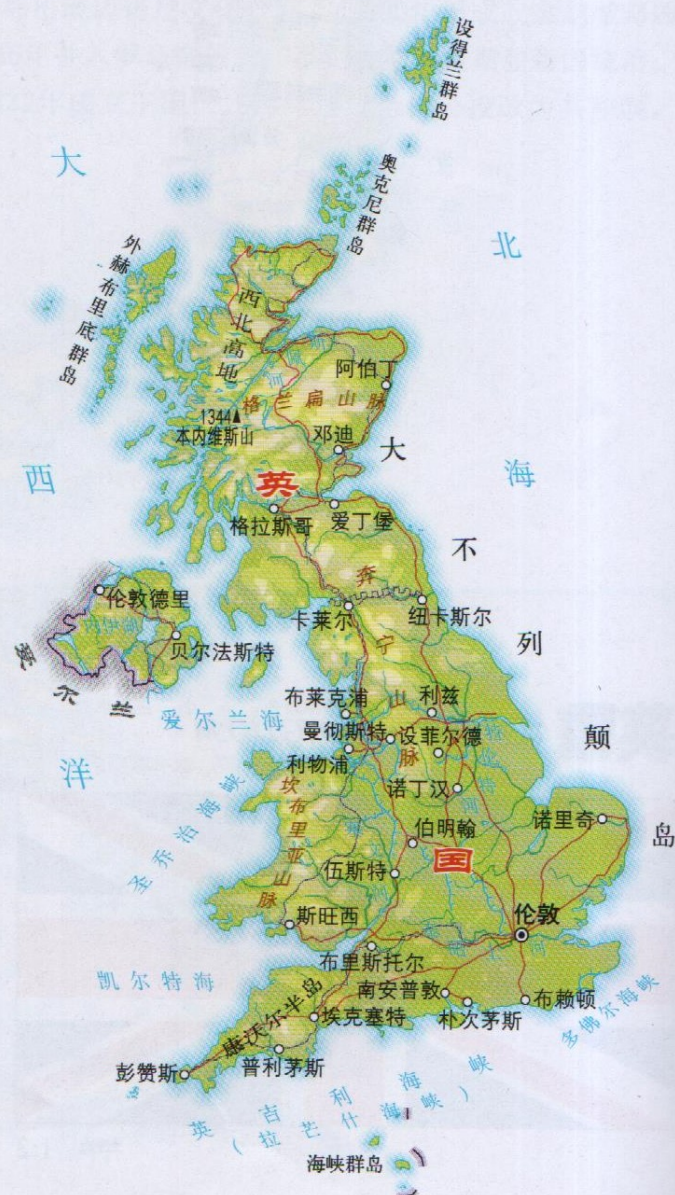 设得兰群岛
奥克尼群岛
大西洋
北海
外赫布里底群岛
西北高地
阿伯丁
格兰扁山脉
1344
本内维斯山
邓迪
大不列颠岛
英国
格拉斯哥
爱丁堡
奔宁山脉
伦敦德里
卡莱尔
纽卡斯尔
贝尔法斯特
爱尔兰
布莱克浦
利兹
爱尔兰海
曼彻斯特
设菲尔德
利物浦
坎布里亚山脉
诺丁汉
圣乔治海峡
伯明翰
诺里奇
伍斯特
斯旺西
伦敦
布里斯托尔
凯尔特海
南安普敦
布赖顿
康沃尔半岛
埃克塞特
朴次茅斯
多佛尔海峡
彭赞斯
普利茅斯
英吉利海峡
(拉芒什海峡)
海峡群岛